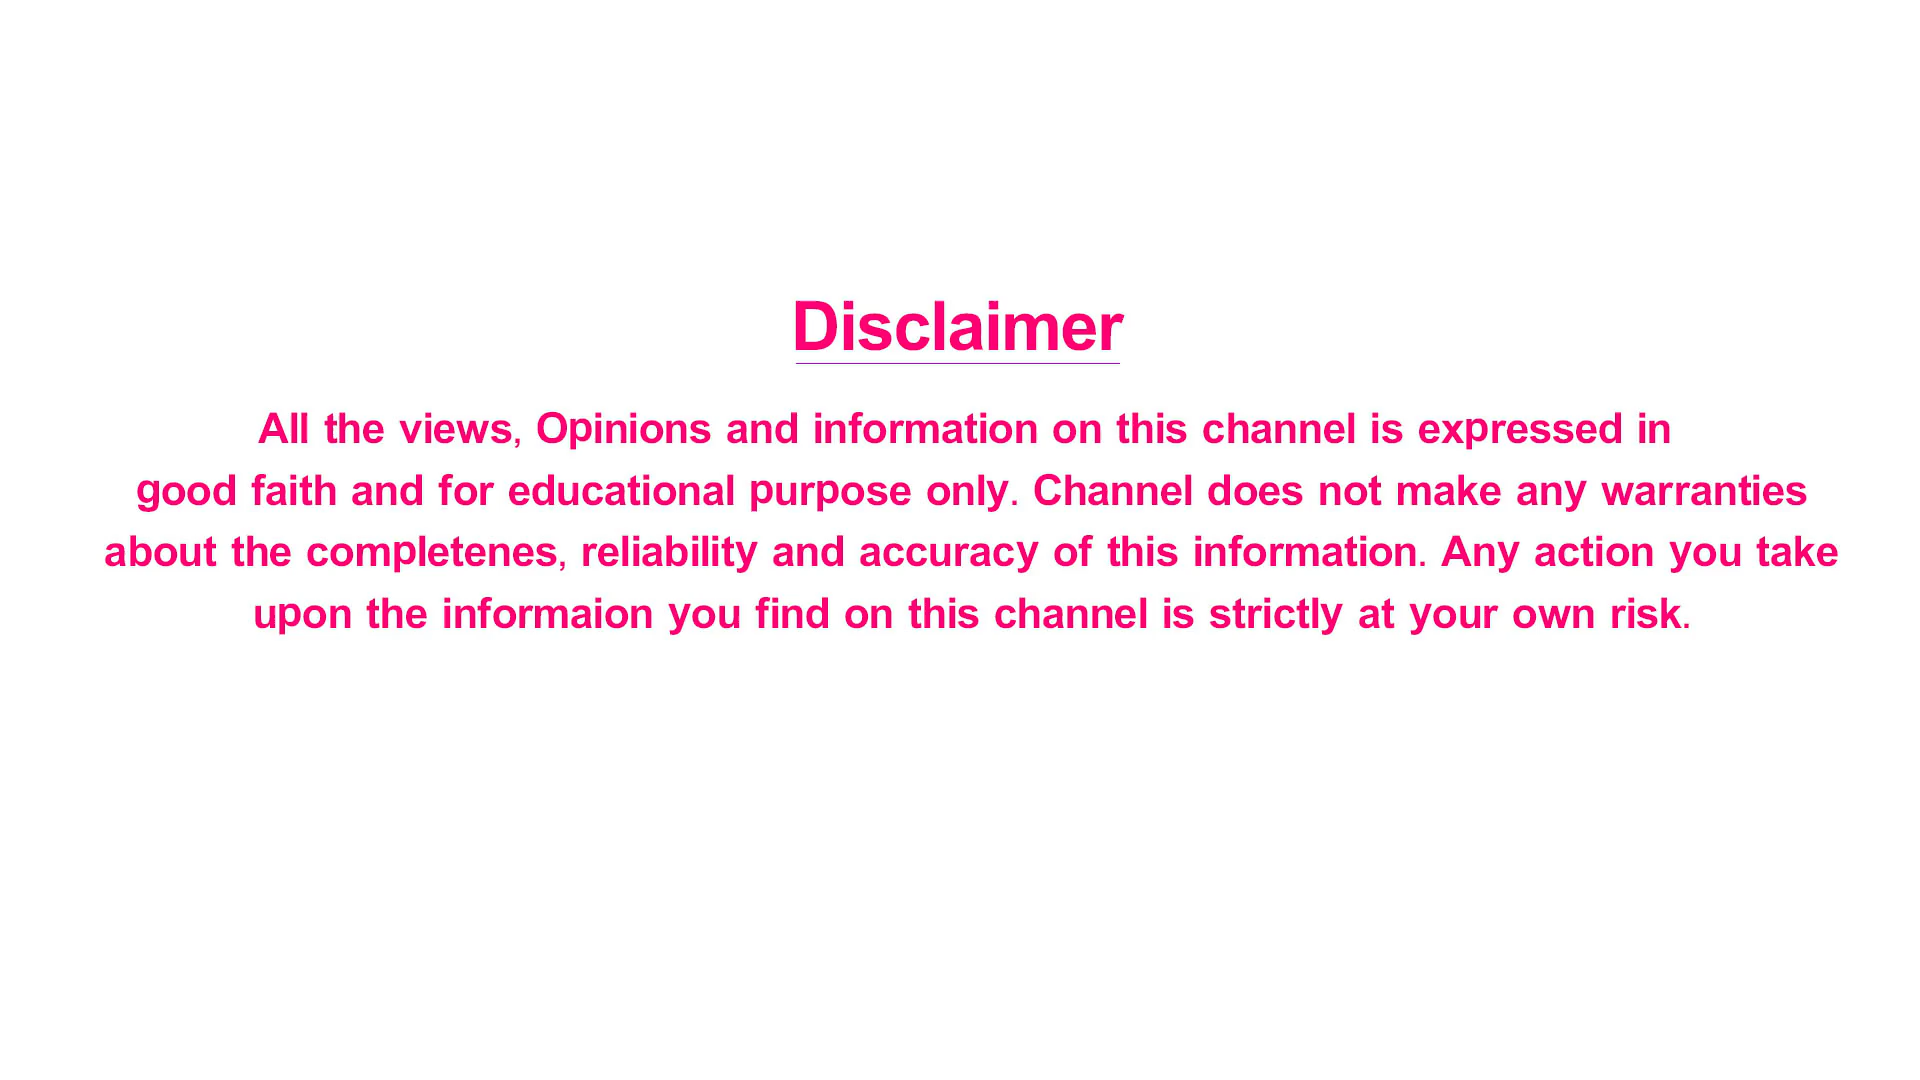 Disclaimer
All the views, Opinions and information on this channel is expressed in
good faith and for educational purpose only. Channel does not make any warranties
about the completenes, reliability and accuracy of this information. Any action you take
upon the informaion you find on this channel is strictly at your own risk.